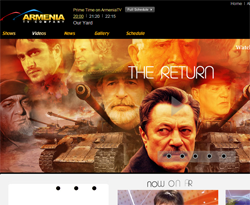 Home
ARMENIA
TV COMPANY
Prime Time on ArmeniaTV
Full Schedule
20:00 / 21:20 / 22:15
Our Yard
Shows Videos News Gallery Schedule
THE RETURN
now ON AIR